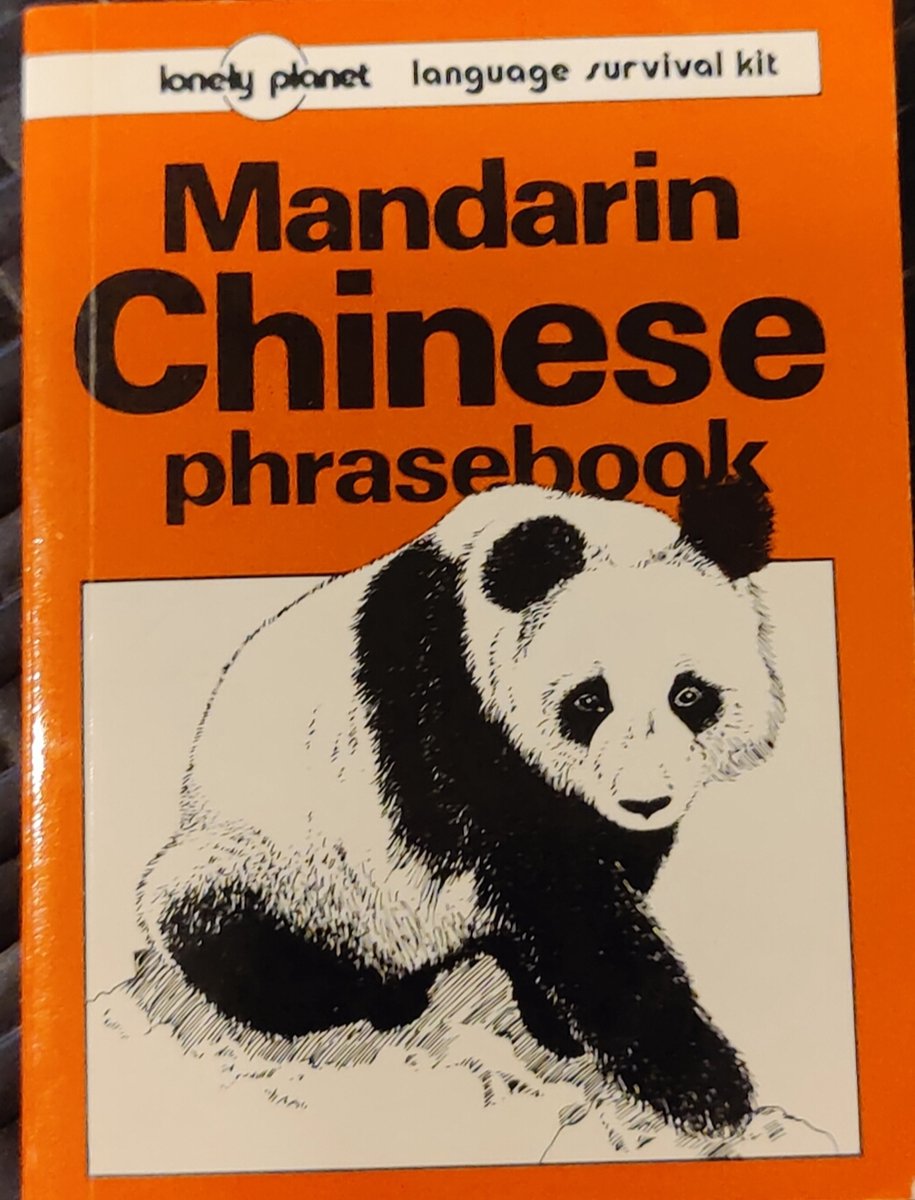 lonely planet language survival kit
Mandarin
Chinese
phrasebook